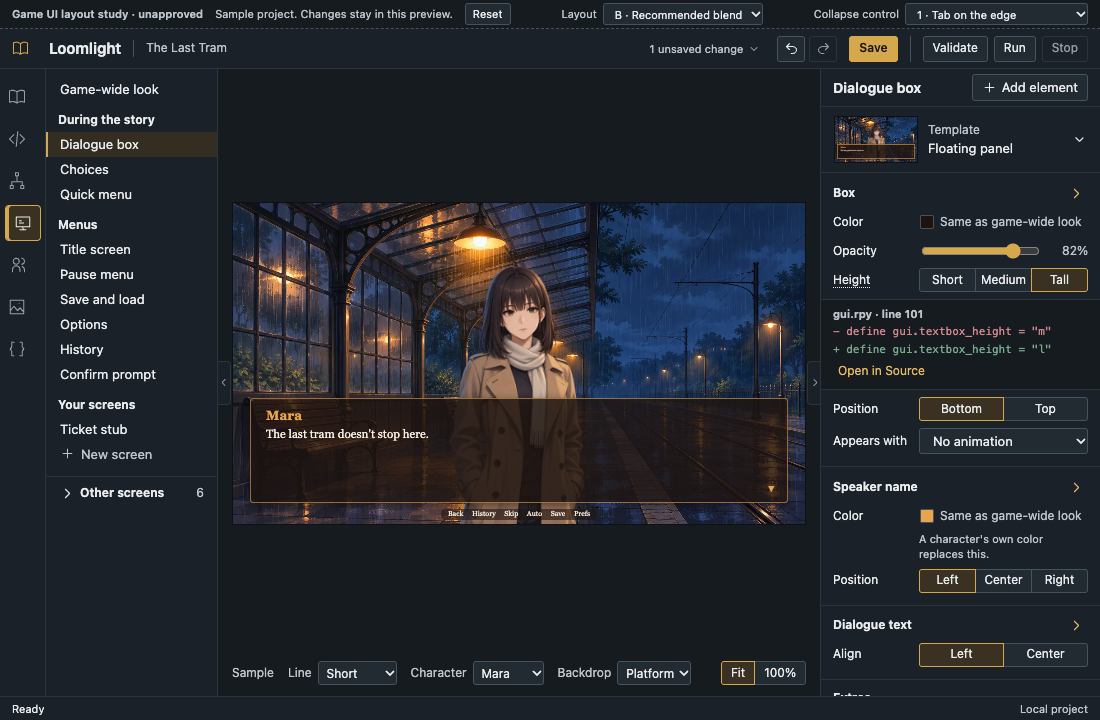 Game UI layout study · unapproved Sample project. Changes stay in this preview. Reset Layout B · Recommended blend Collapse control 1 · Tab on the edge
Loomlight The Last Tram 1 unsaved change Save Validate Run Stop
Game-wide look
During the story
Dialogue box
Choices
Quick menu
Menus
Title screen
Pause menu
Save and load
Options
History
Confirm prompt
Your screens
Ticket stub
+ New screen
Other screens 6
Mara
The last tram doesn't stop here.
Back History Skip Auto Save Prefs
Sample Line Short Character Mara Backdrop Platform Fit 100%
Dialogue box + Add element
Template
Floating panel
Box
Color Same as game-wide look
Opacity 82%
Height Short Medium Tall
gui.rpy · line 101
− define gui.textbox_height = "m"
+ define gui.textbox_height = "l"
Open in Source
Position Bottom Top
Appears with No animation
Speaker name
Color Same as game-wide look
A character's own color
replaces this.
Position Left Center Right
Dialogue text
Align Left Center
Ready Local project